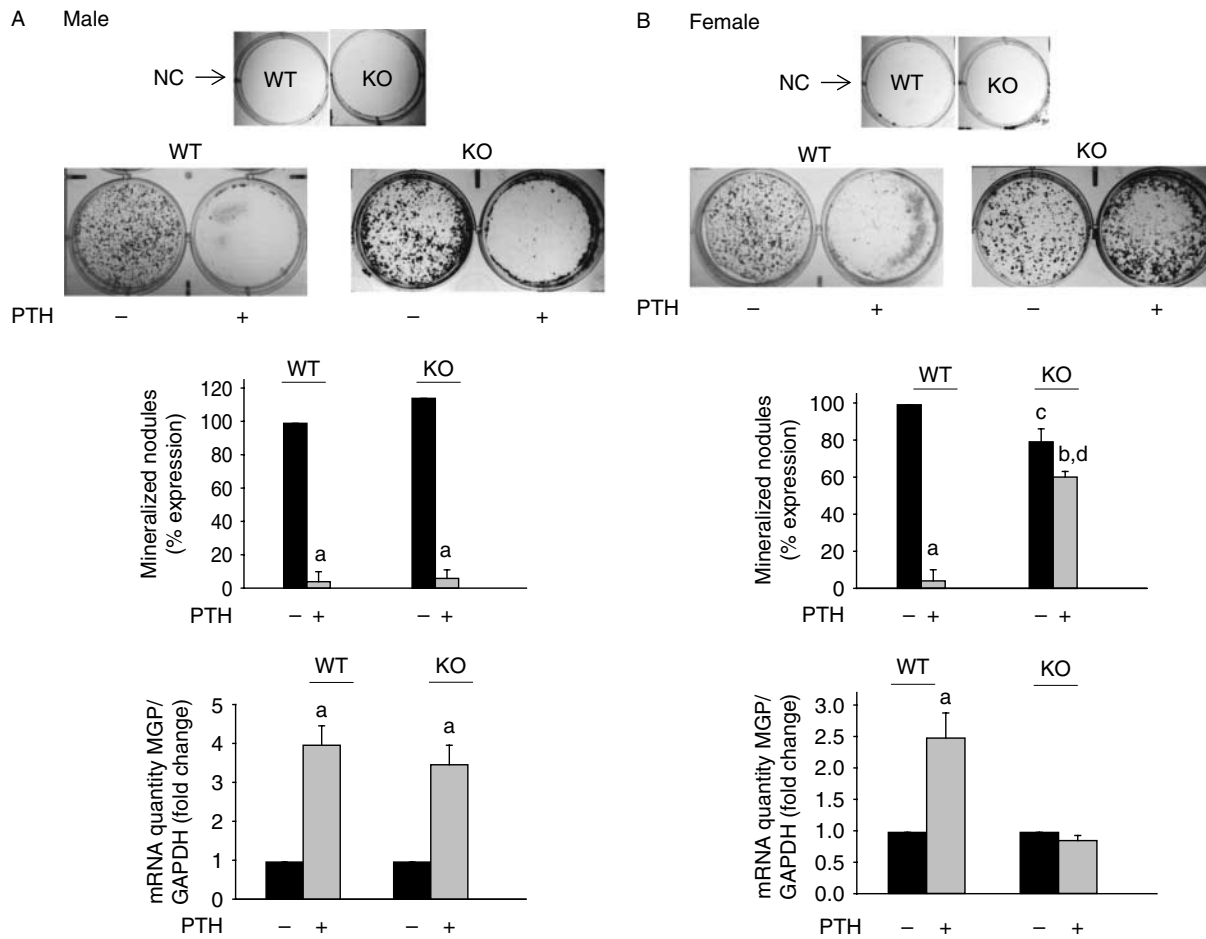 A Male
NC → WT KO
WT KO
PTH – + – +
WT KO
Mineralized nodules
(% expression)
120
100
80
60
40
20
0
a a
PTH – + – +
WT KO
mRNA quantity MGP/
GAPDH (fold change)
5
4
3
2
1
0
a a
PTH – + – +
B Female
NC → WT KO
WT KO
PTH – + – +
WT KO
Mineralized nodules
(% expression)
100
80
60
40
20
0
a c b,d
PTH – + – +
WT KO
mRNA quantity MGP/
GAPDH (fold change)
3.0
2.5
2.0
1.5
1.0
0.5
0.0
a
PTH – + – +